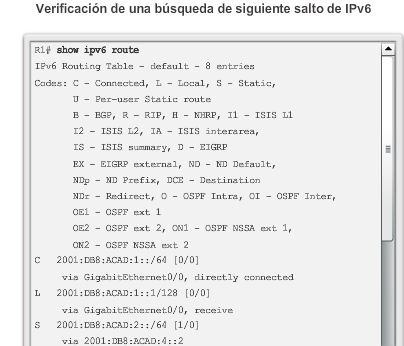 Verificación de una búsqueda de siguiente salto de IPv6
R1# show ipv6 route
IPv6 Routing Table - default - 8 entries
Codes: C - Connected, L - Local, S - Static,
U - Per-user Static route
B - BGP, R - RIP, H - NHRP, I1 - ISIS L1
I2 - ISIS L2, IA - ISIS interarea,
IS - ISIS summary, D - EIGRP
EX - EIGRP external, ND - ND Default,
NDp - ND Prefix, DCE - Destination
NDr - Redirect, O - OSPF Intra, OI - OSPF Inter,
OE1 - OSPF ext 1
OE2 - OSPF ext 2, ON1 - OSPF NSSA ext 1,
ON2 - OSPF NSSA ext 2
C 2001:DB8:ACAD:1::/64 [0/0]
via GigabitEthernet0/0, directly connected
L 2001:DB8:ACAD:1::1/128 [0/0]
via GigabitEthernet0/0, receive
S 2001:DB8:ACAD:2::/64 [1/0]
via 2001:DB8:ACAD:4::2